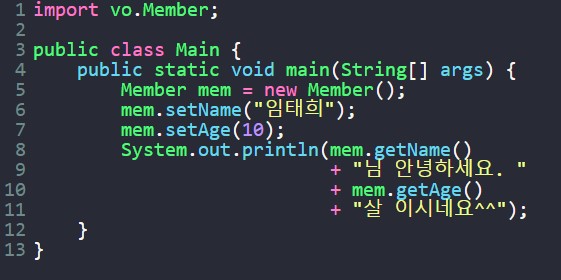 1 import vo.Member;
2
3 public class Main {
4     public static void main(String[] args) {
5         Member mem = new Member();
6         mem.setName("임태희");
7         mem.setAge(10);
8         System.out.println(mem.getName()
9                            + "님 안녕하세요. "
10                            + mem.getAge()
11                            + "살 이시네요^^");
12     }
13 }